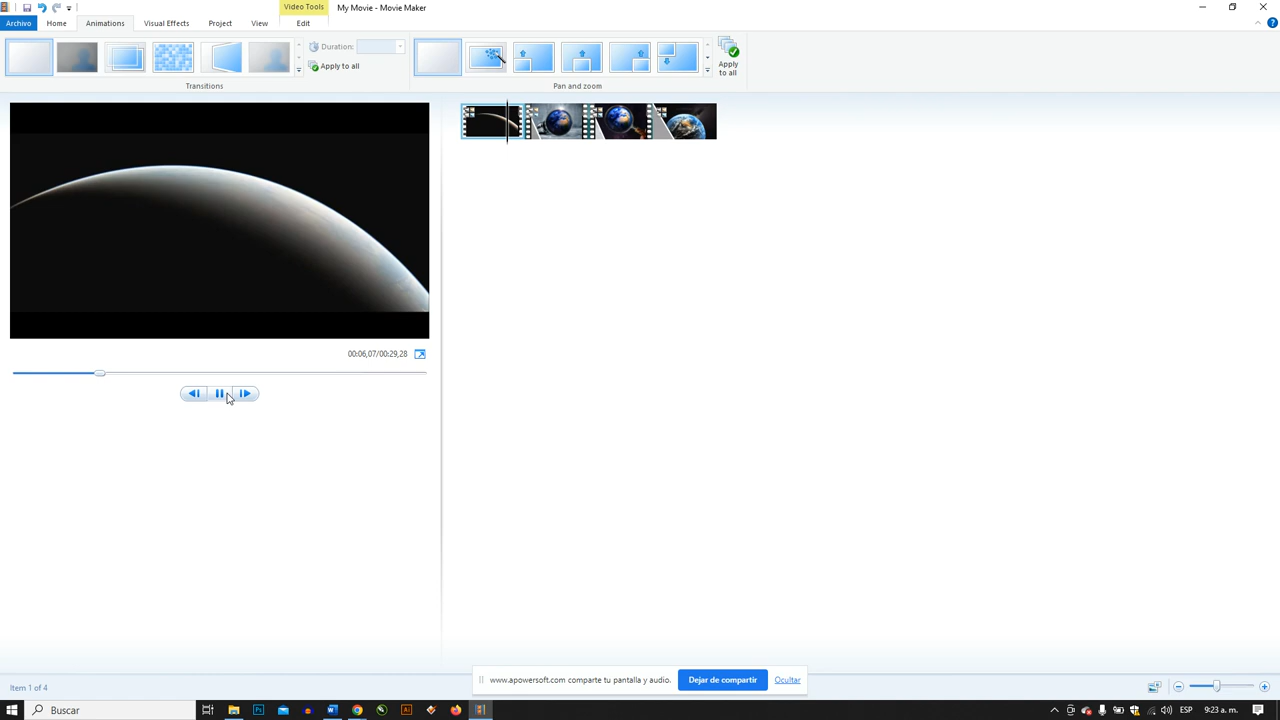 Video Tools
My Movie - Movie Maker
Archivo
Home
Animations
Visual Effects
Project
View
Edit
Duration:
Apply to all
Transitions
Apply
to all
Pan and zoom
00:06,07/00:29,28
Item 1 of 4
www.apowersoft.com comparte tu pantalla y audio.
Dejar de compartir
Ocultar
Buscar
ESP
9:23 a. m.